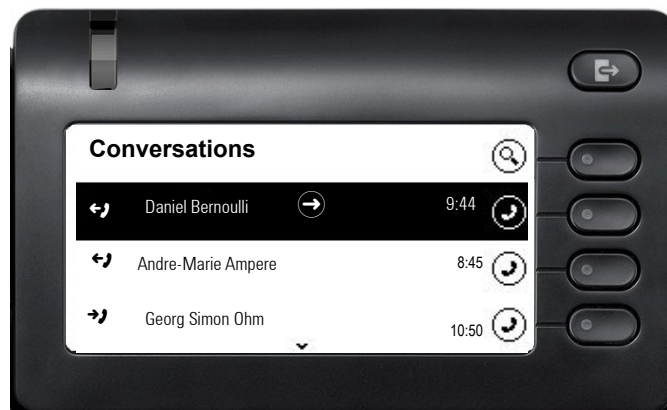 Conversations
Daniel Bernoulli 9:44
Andre-Marie Ampere 8:45
Georg Simon Ohm 10:50